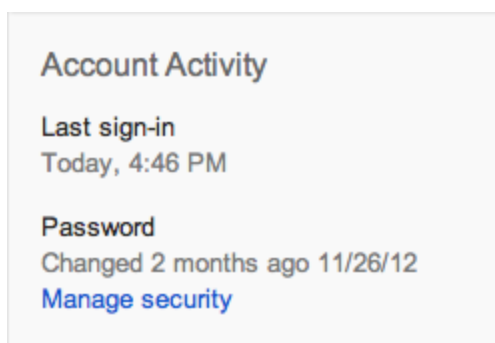 Account Activity
Last sign-in
Today, 4:46 PM
Password
Changed 2 months ago 11/26/12
Manage security